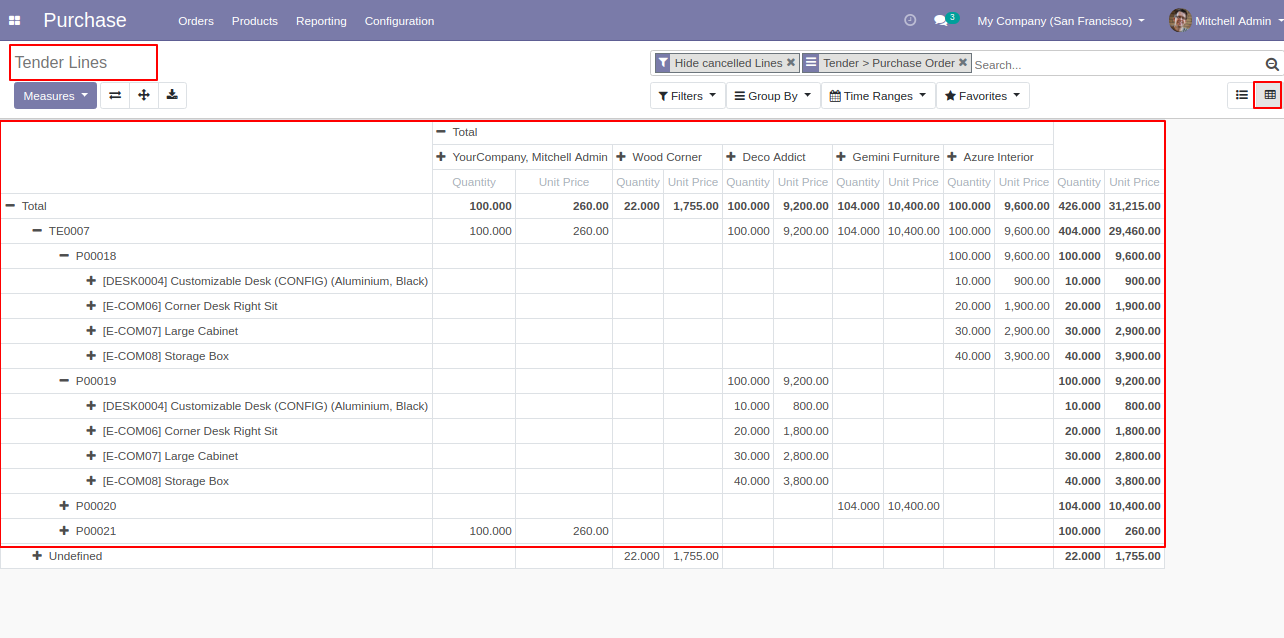 Purchase Orders Products Reporting Configuration 3 My Company (San Francisco) Mitchell Admin
Tender Lines Hide cancelled Lines Tender > Purchase Order Search...
Measures Filters Group By Time Ranges Favorites
Total
YourCompany, Mitchell Admin Wood Corner Deco Addict Gemini Furniture Azure Interior
Quantity Unit Price Quantity Unit Price Quantity Unit Price Quantity Unit Price Quantity Unit Price Quantity Unit Price
Total 100.000 260.00 22.000 1,755.00 100.000 9,200.00 104.000 10,400.00 100.000 9,600.00 426.000 31,215.00
TE0007 100.000 260.00 100.000 9,200.00 104.000 10,400.00 100.000 9,600.00 404.000 29,460.00
P00018 100.000 9,600.00 100.000 9,600.00
[DESK0004] Customizable Desk (CONFIG) (Aluminium, Black) 10.000 900.00 10.000 900.00
[E-COM06] Corner Desk Right Sit 20.000 1,900.00 20.000 1,900.00
[E-COM07] Large Cabinet 30.000 2,900.00 30.000 2,900.00
[E-COM08] Storage Box 40.000 3,900.00 40.000 3,900.00
P00019 100.000 9,200.00 100.000 9,200.00
[DESK0004] Customizable Desk (CONFIG) (Aluminium, Black) 10.000 800.00 10.000 800.00
[E-COM06] Corner Desk Right Sit 20.000 1,800.00 20.000 1,800.00
[E-COM07] Large Cabinet 30.000 2,800.00 30.000 2,800.00
[E-COM08] Storage Box 40.000 3,800.00 40.000 3,800.00
P00020 104.000 10,400.00 104.000 10,400.00
P00021 100.000 260.00 100.000 260.00
Undefined 22.000 1,755.00 22.000 1,755.00